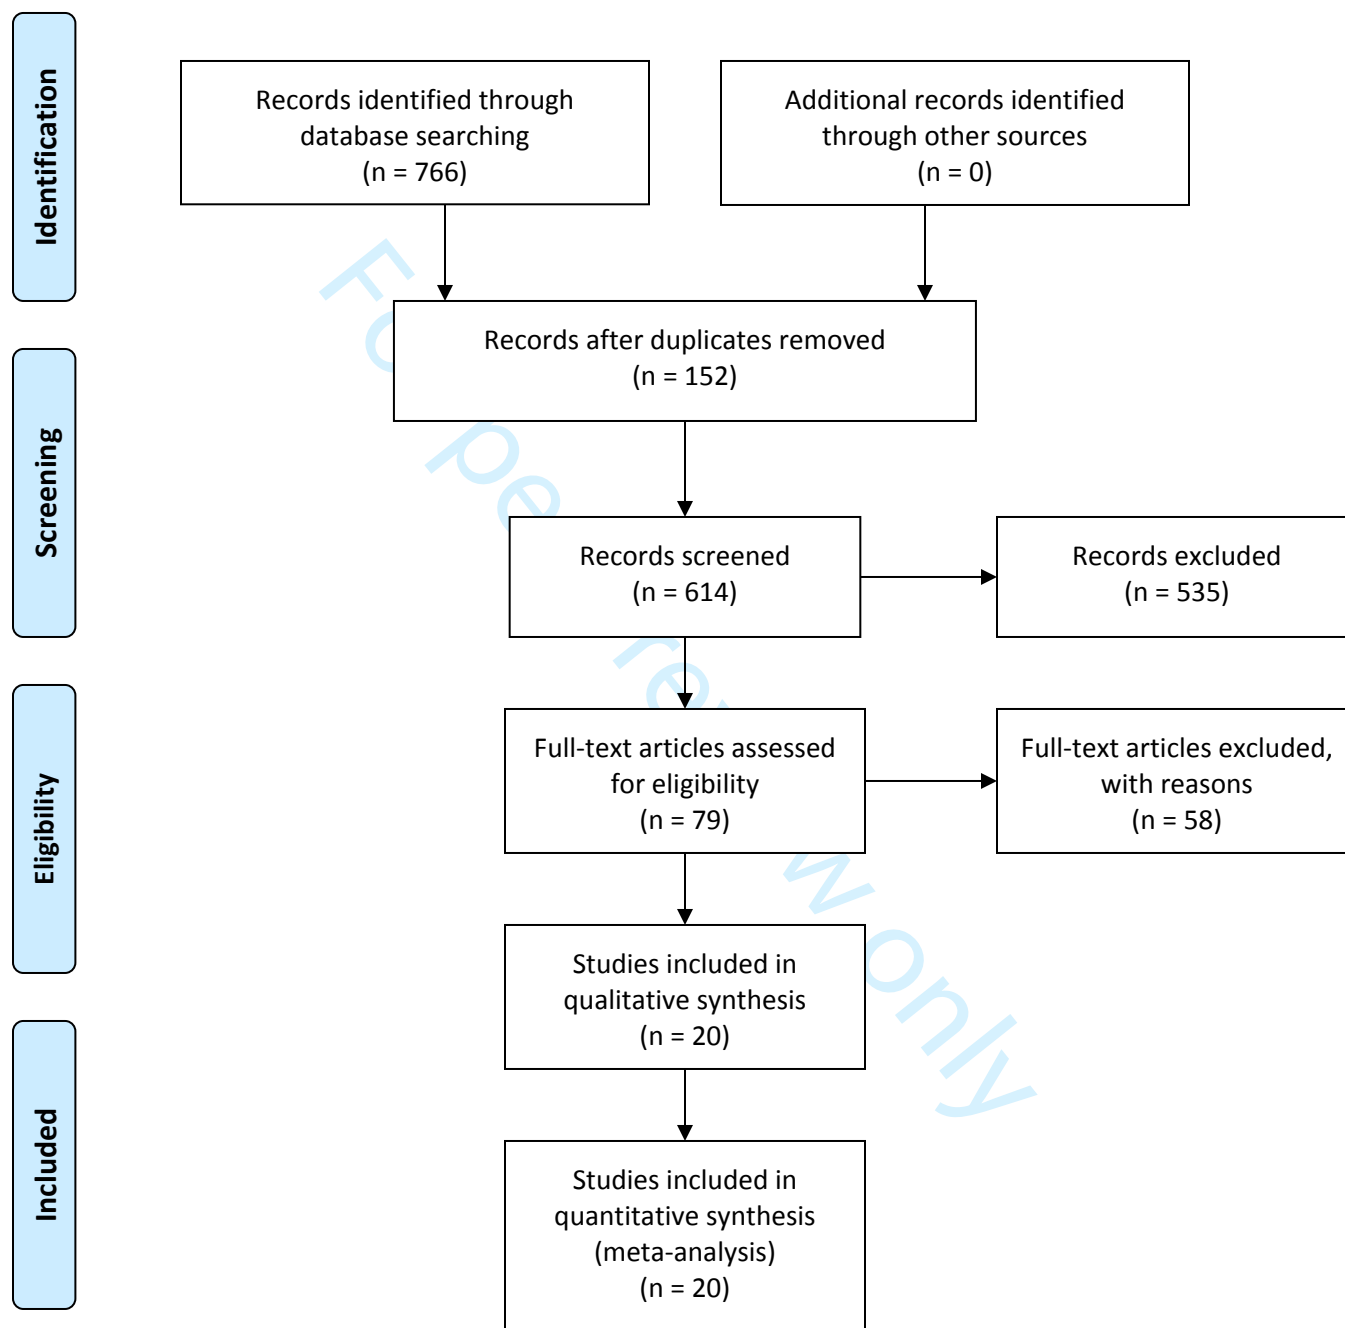 Identification
Records identified through
database searching
(n = 766)
Additional records identified
through other sources
(n = 0)
Records after duplicates removed
(n = 152)
Screening
Records screened
(n = 614)
Records excluded
(n = 535)
Eligibility
Full-text articles assessed
for eligibility
(n = 79)
Full-text articles excluded,
with reasons
(n = 58)
Studies included in
qualitative synthesis
(n = 20)
Included
Studies included in
quantitative synthesis
(meta-analysis)
(n = 20)
only